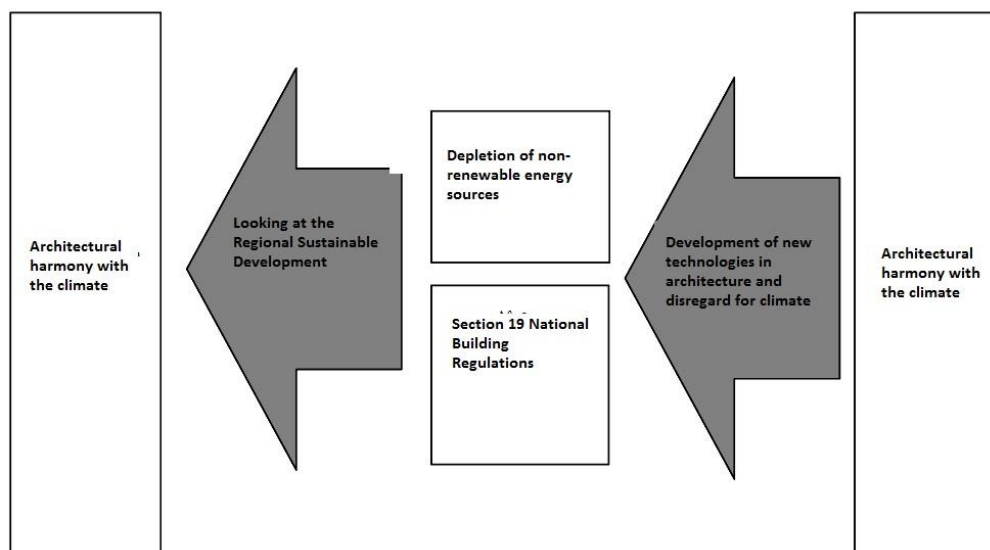 Architectural
harmony with
the climate
Looking at the
Regional Sustainable
Development
Depletion of non-
renewable energy
sources
Section 19 National
Building
Regulations
Development of new
technologies in
architecture and
disregard for climate
Architectural
harmony with
the climate